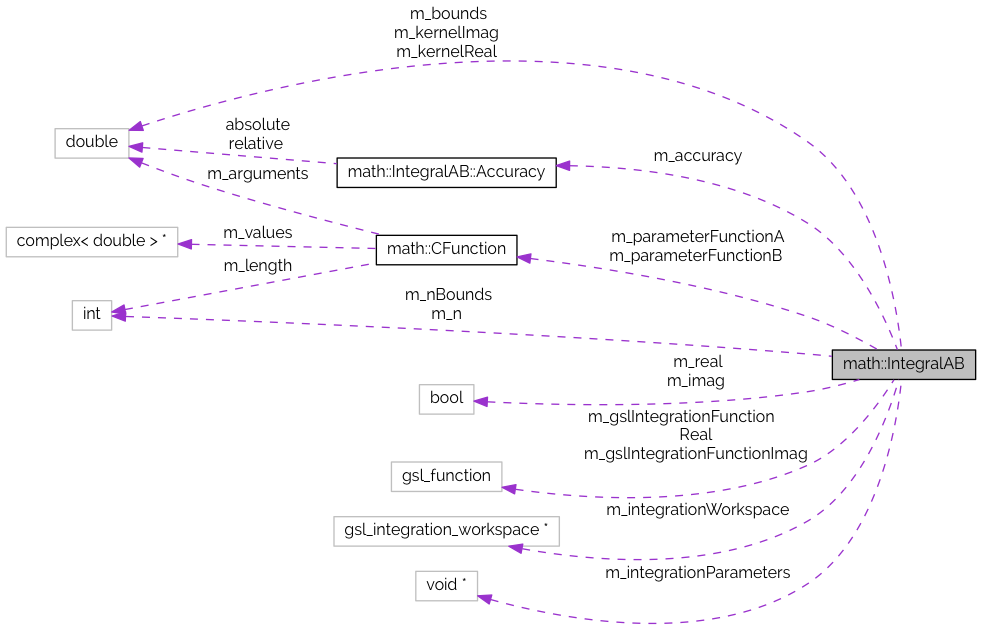 m_bounds
m_kernelImag
m_kernelReal
double
absolute
relative
math::IntegralAB::Accuracy
m_accuracy
m_arguments
complex< double > *
m_values
math::CFunction
m_parameterFunctionA
m_parameterFunctionB
m_length
int
m_nBounds
m_n
math::IntegralAB
m_real
m_imag
bool
m_gslIntegrationFunction
Real
m_gslIntegrationFunctionImag
gsl_function
m_integrationWorkspace
gsl_integration_workspace *
m_integrationParameters
void *